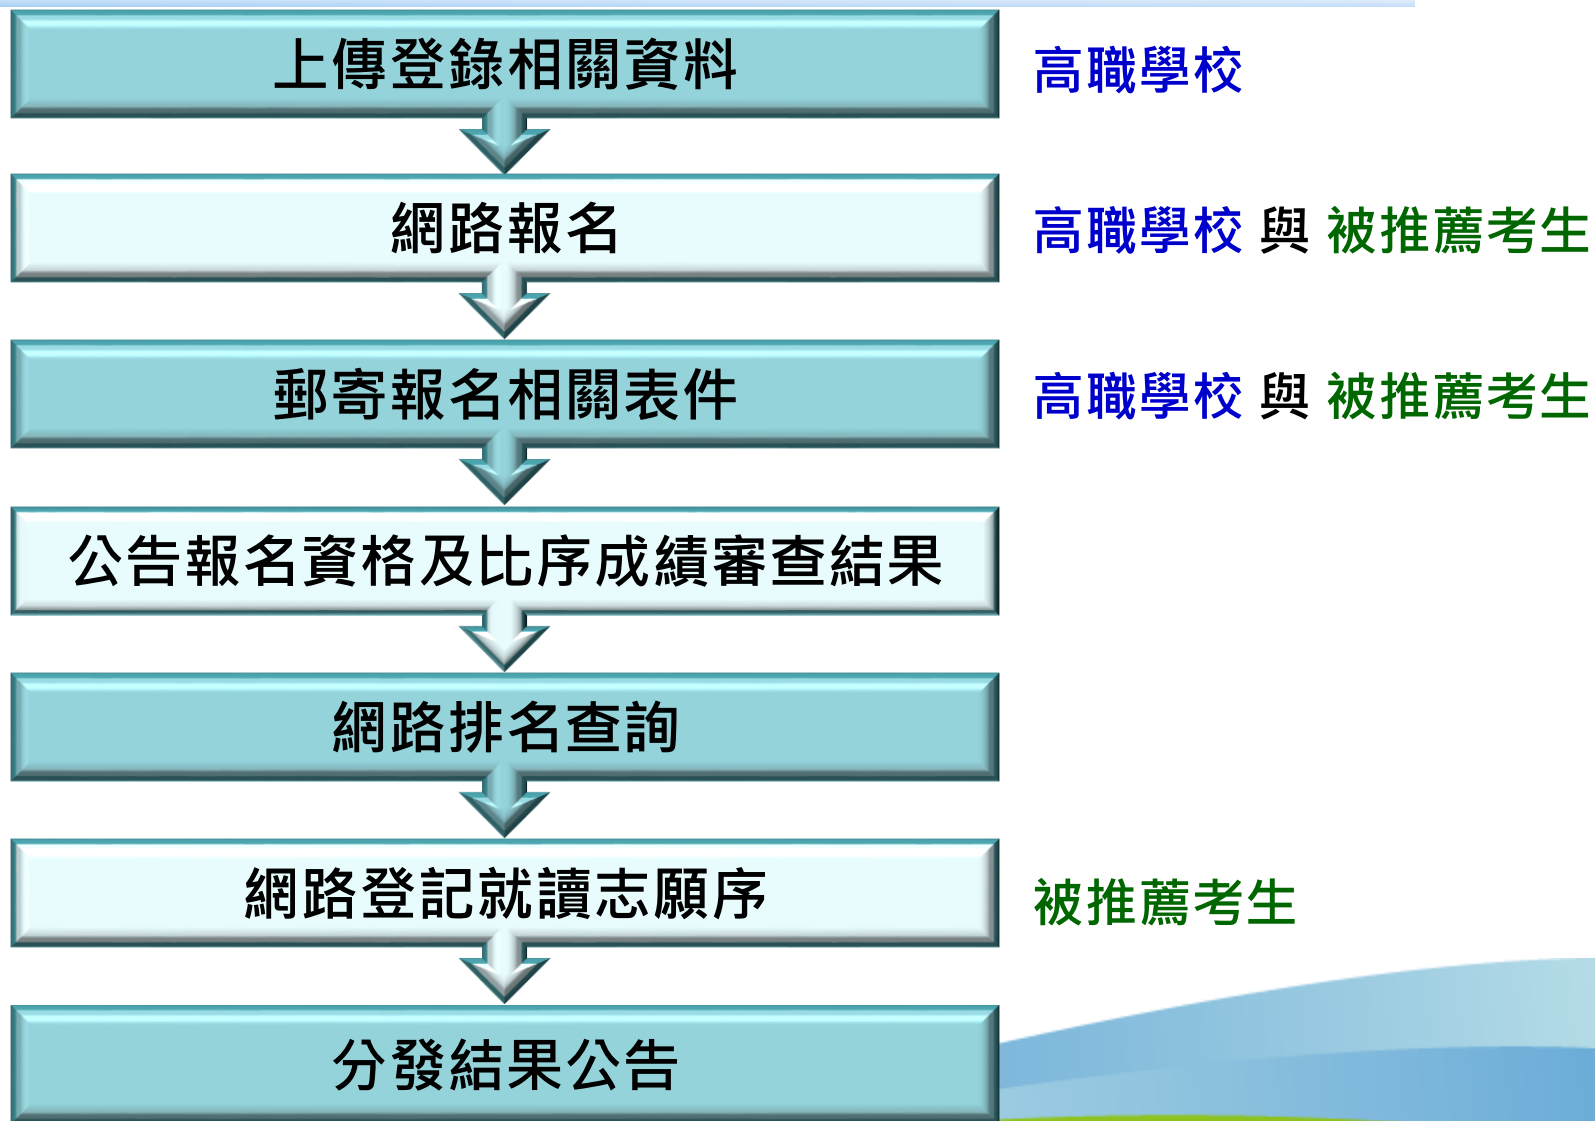 上傳登錄相關資料 高職學校
網路報名 高職學校 與 被推薦考生
郵寄報名相關表件 高職學校 與 被推薦考生
公告報名資格及比序成績審查結果
網路排名查詢
網路登記就讀志願序 被推薦考生
分發結果公告